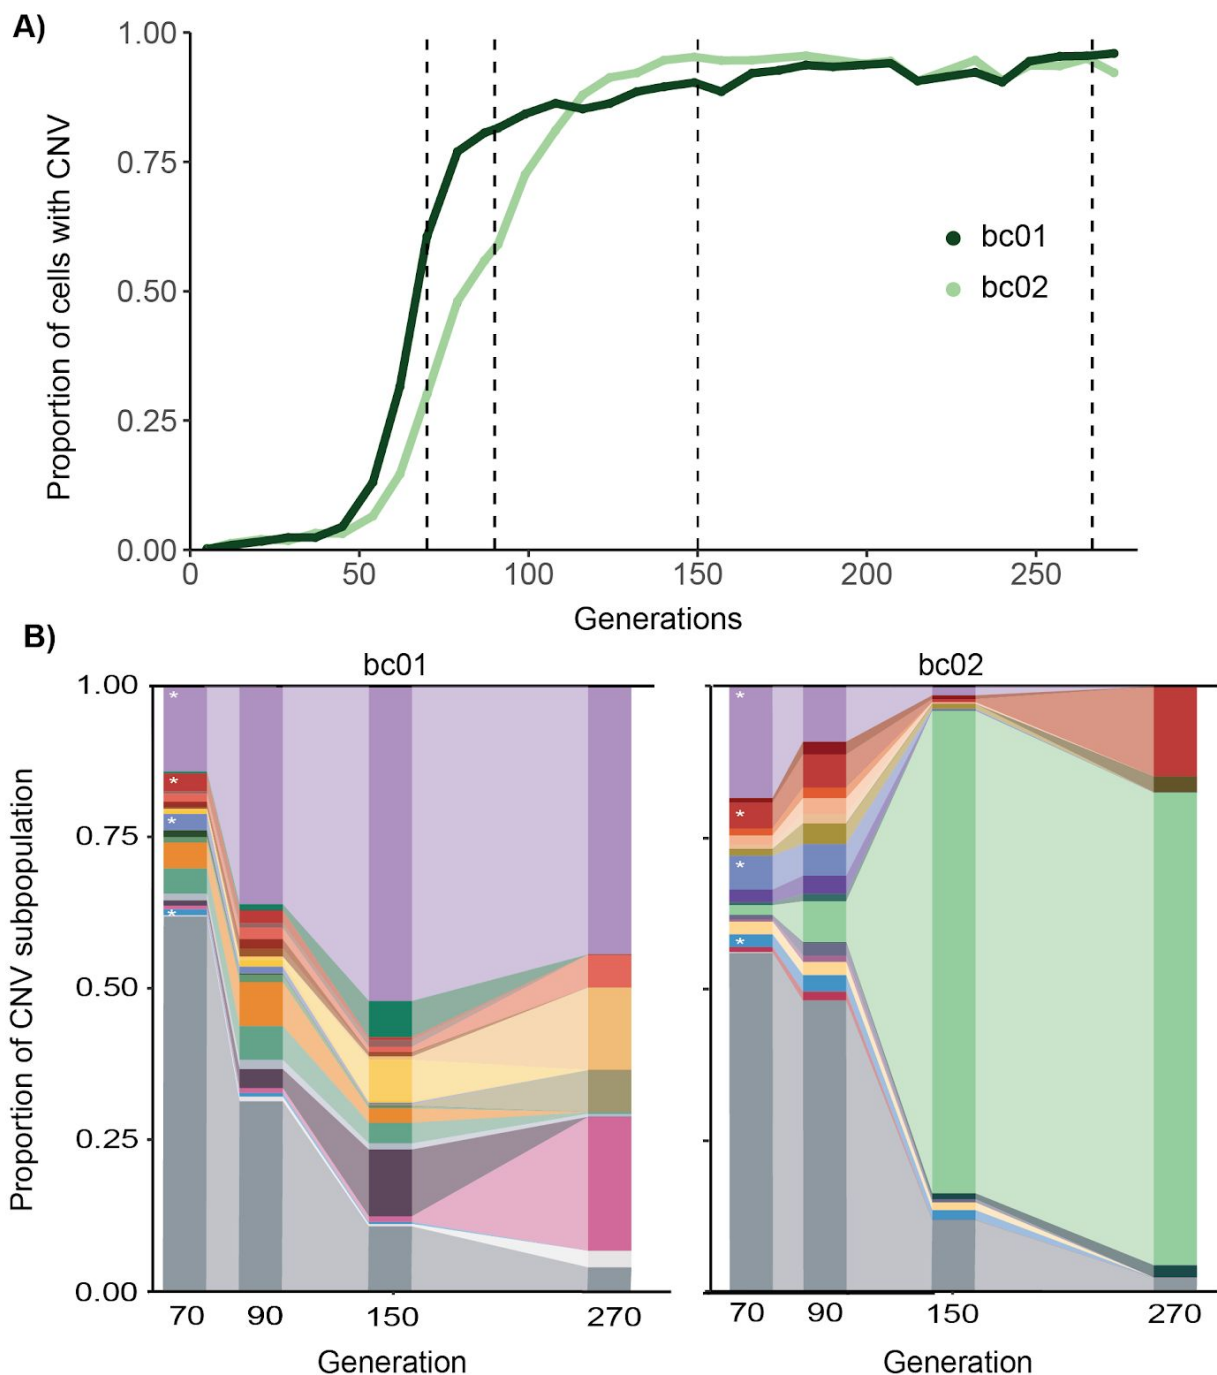 A)
1.00
0.75
0.50
0.25
0.00
Proportion of cells with CNV
bc01
bc02
0 50 100 150 200 250
Generations
B)
bc01 bc02
1.00
0.75
0.50
0.25
0.00
Proportion of CNV subpopulation
* *
* *
* *
* *
70 90 150 270 70 90 150 270
Generation Generation